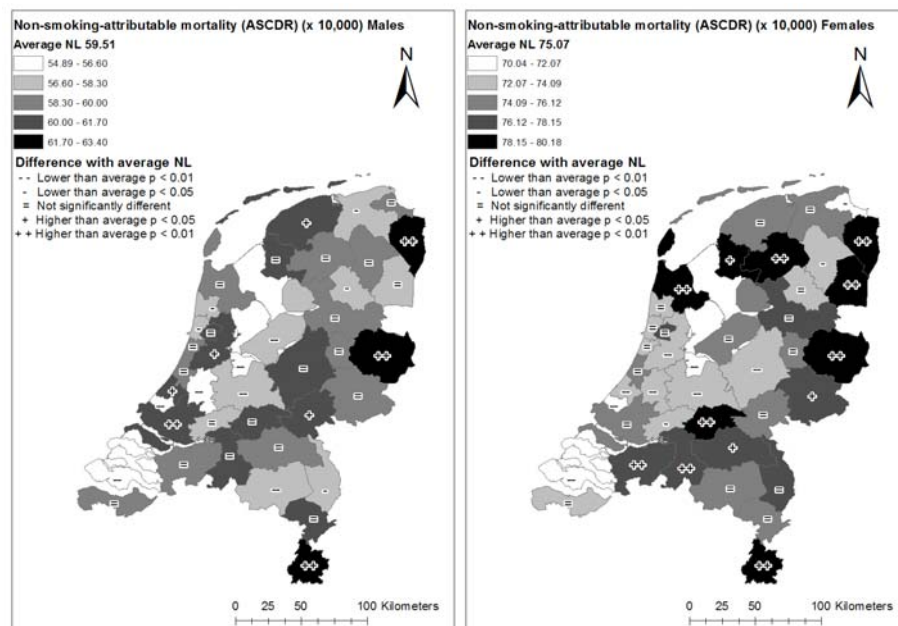 Non-smoking-attributable mortality (ASCDR) (x 10,000) Males
Average NL 59.51
54.89 - 56.60
56.60 - 58.30
58.30 - 60.00
60.00 - 61.70
61.70 - 63.40
Difference with average NL
- - Lower than average p < 0.01
- Lower than average p < 0.05
= Not significantly different
+ Higher than average p < 0.05
+ + Higher than average p < 0.01
N
0 25 50 100 Kilometers
Non-smoking-attributable mortality (ASCDR) (x 10,000) Females
Average NL 75.07
70.04 - 72.07
72.07 - 74.09
74.09 - 76.12
76.12 - 78.15
78.15 - 80.18
Difference with average NL
- - Lower than average p < 0.01
- Lower than average p < 0.05
= Not significantly different
+ Higher than average p < 0.05
+ + Higher than average p < 0.01
N
0 25 50 100 Kilometers